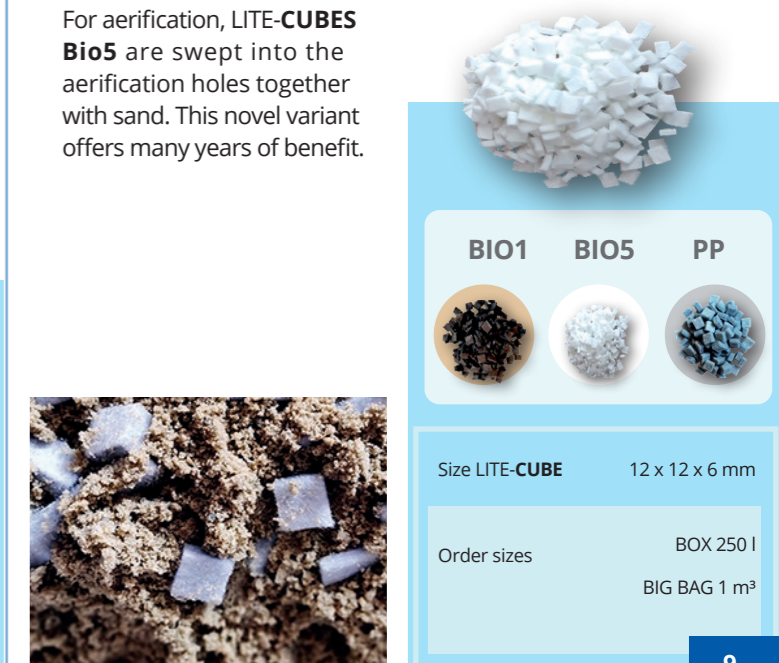 For aerification, LITE-CUBES
Bio5 are swept into the
aerification holes together
with sand. This novel variant
offers many years of benefit.
BIO1 BIO5 PP
Size LITE-CUBE 12 x 12 x 6 mm
Order sizes BOX 250 l
BIG BAG 1 m³
9